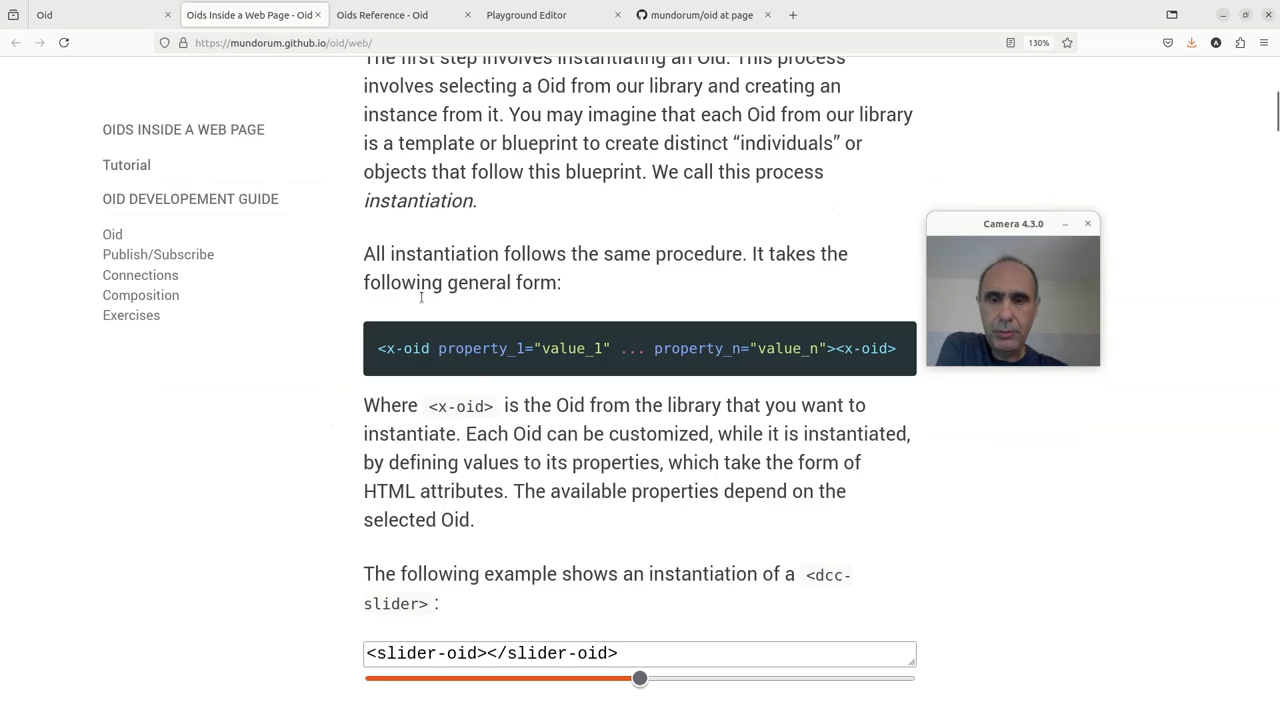 Oid
Oids Inside a Web Page - Oid
Oids Reference - Oid
Playground Editor
mundorum/oid at page
https://mundorum.github.io/oid/web/
130%
OIDS INSIDE A WEB PAGE
Tutorial
OID DEVELOPEMENT GUIDE
Oid
Publish/Subscribe
Connections
Composition
Exercises
The first step involves instantiating an Oid. This process
involves selecting a Oid from our library and creating an
instance from it. You may imagine that each Oid from our library
is a template or blueprint to create distinct “individuals” or
objects that follow this blueprint. We call this process
instantiation.
All instantiation follows the same procedure. It takes the
following general form:
<x-oid property_1="value_1" ... property_n="value_n"><x-oid>
Where <x-oid> is the Oid from the library that you want to
instantiate. Each Oid can be customized, while it is instantiated,
by defining values to its properties, which take the form of
HTML attributes. The available properties depend on the
selected Oid.
The following example shows an instantiation of a <dcc-
slider> :
<slider-oid></slider-oid>
Camera 4.3.0